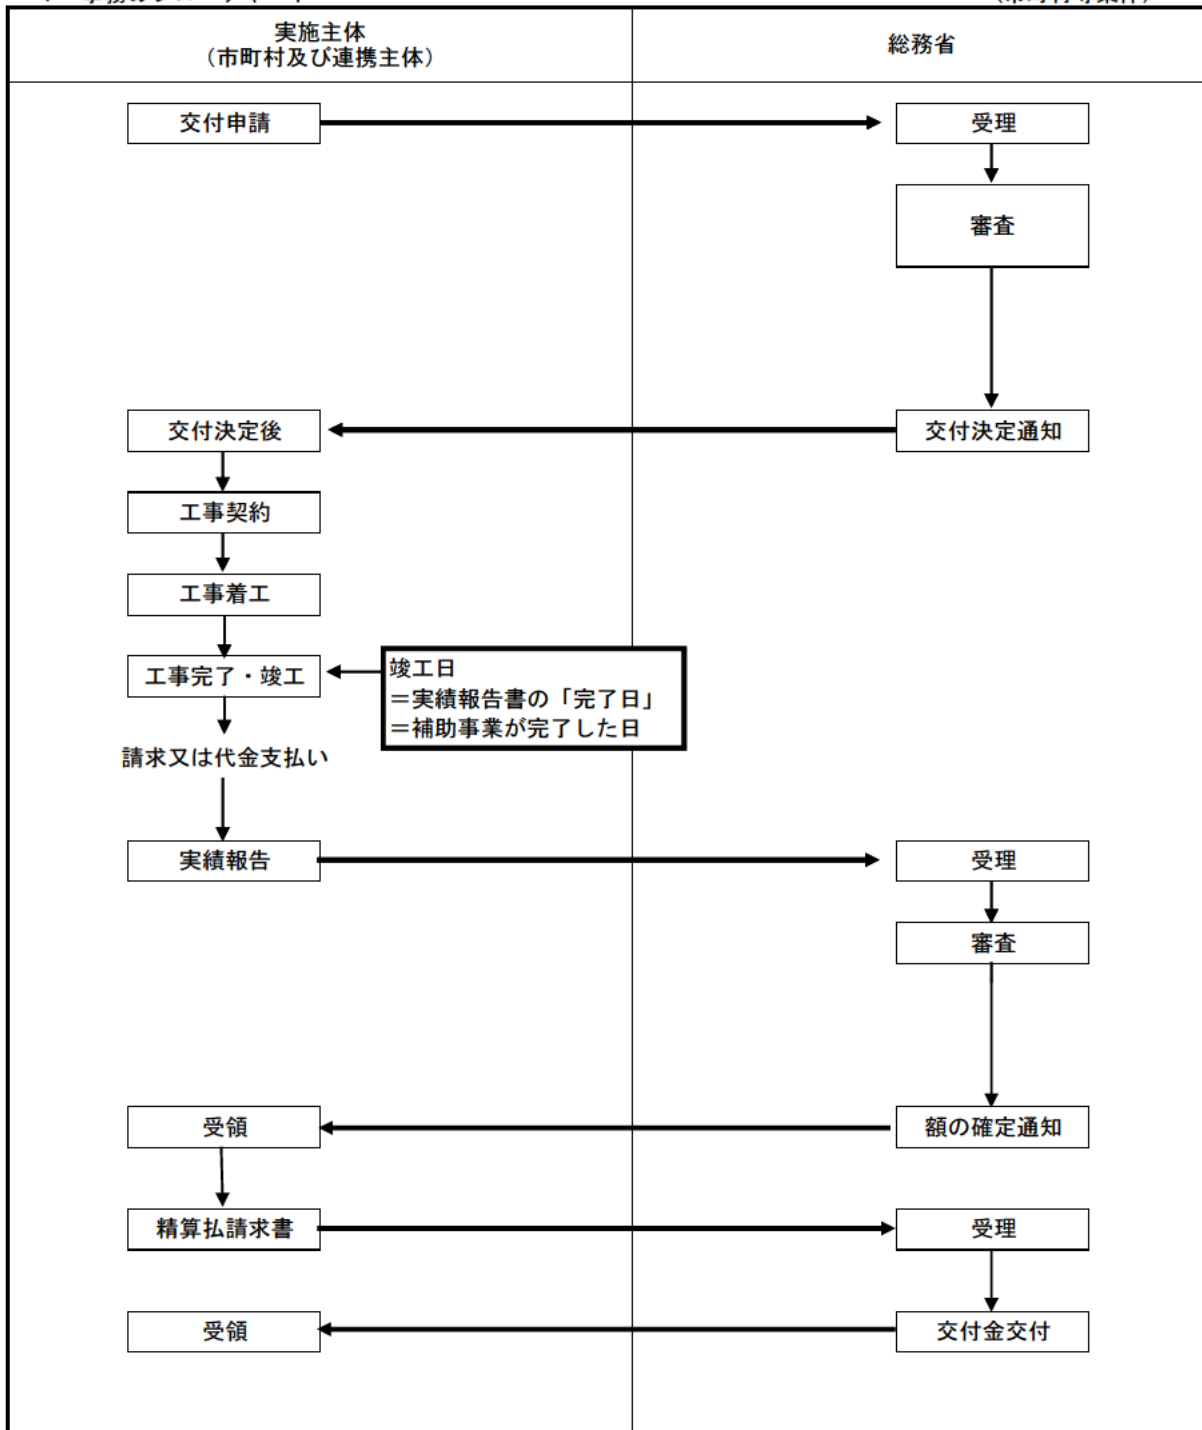 実施主体
（市町村及び連携主体）
総務省
交付申請
受理
審査
交付決定後
交付決定通知
工事契約
工事着工
工事完了・竣工
竣工日
＝実績報告書の「完了日」
＝補助事業が完了した日
請求又は代金支払い
実績報告
受理
審査
受領
額の確定通知
精算払請求書
受理
受領
交付金交付